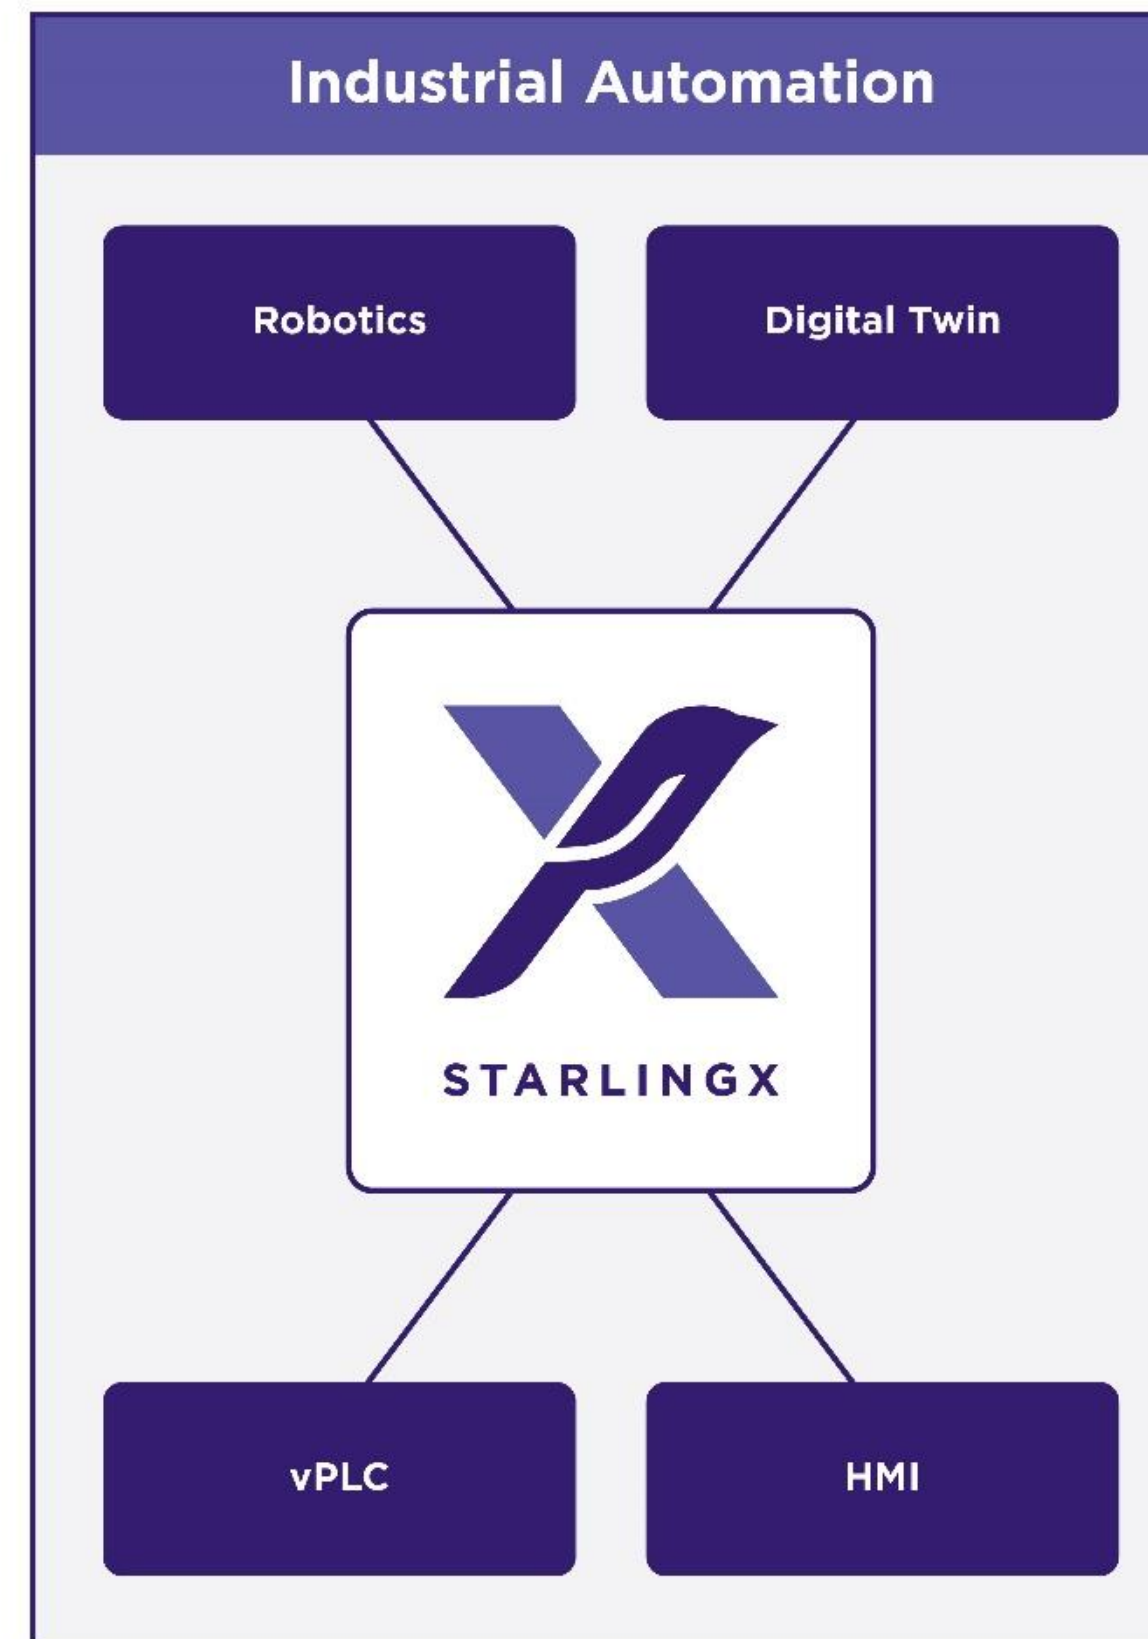 Industrial Automation
Robotics
Digital Twin
STARLINGX
vPLC
HMI